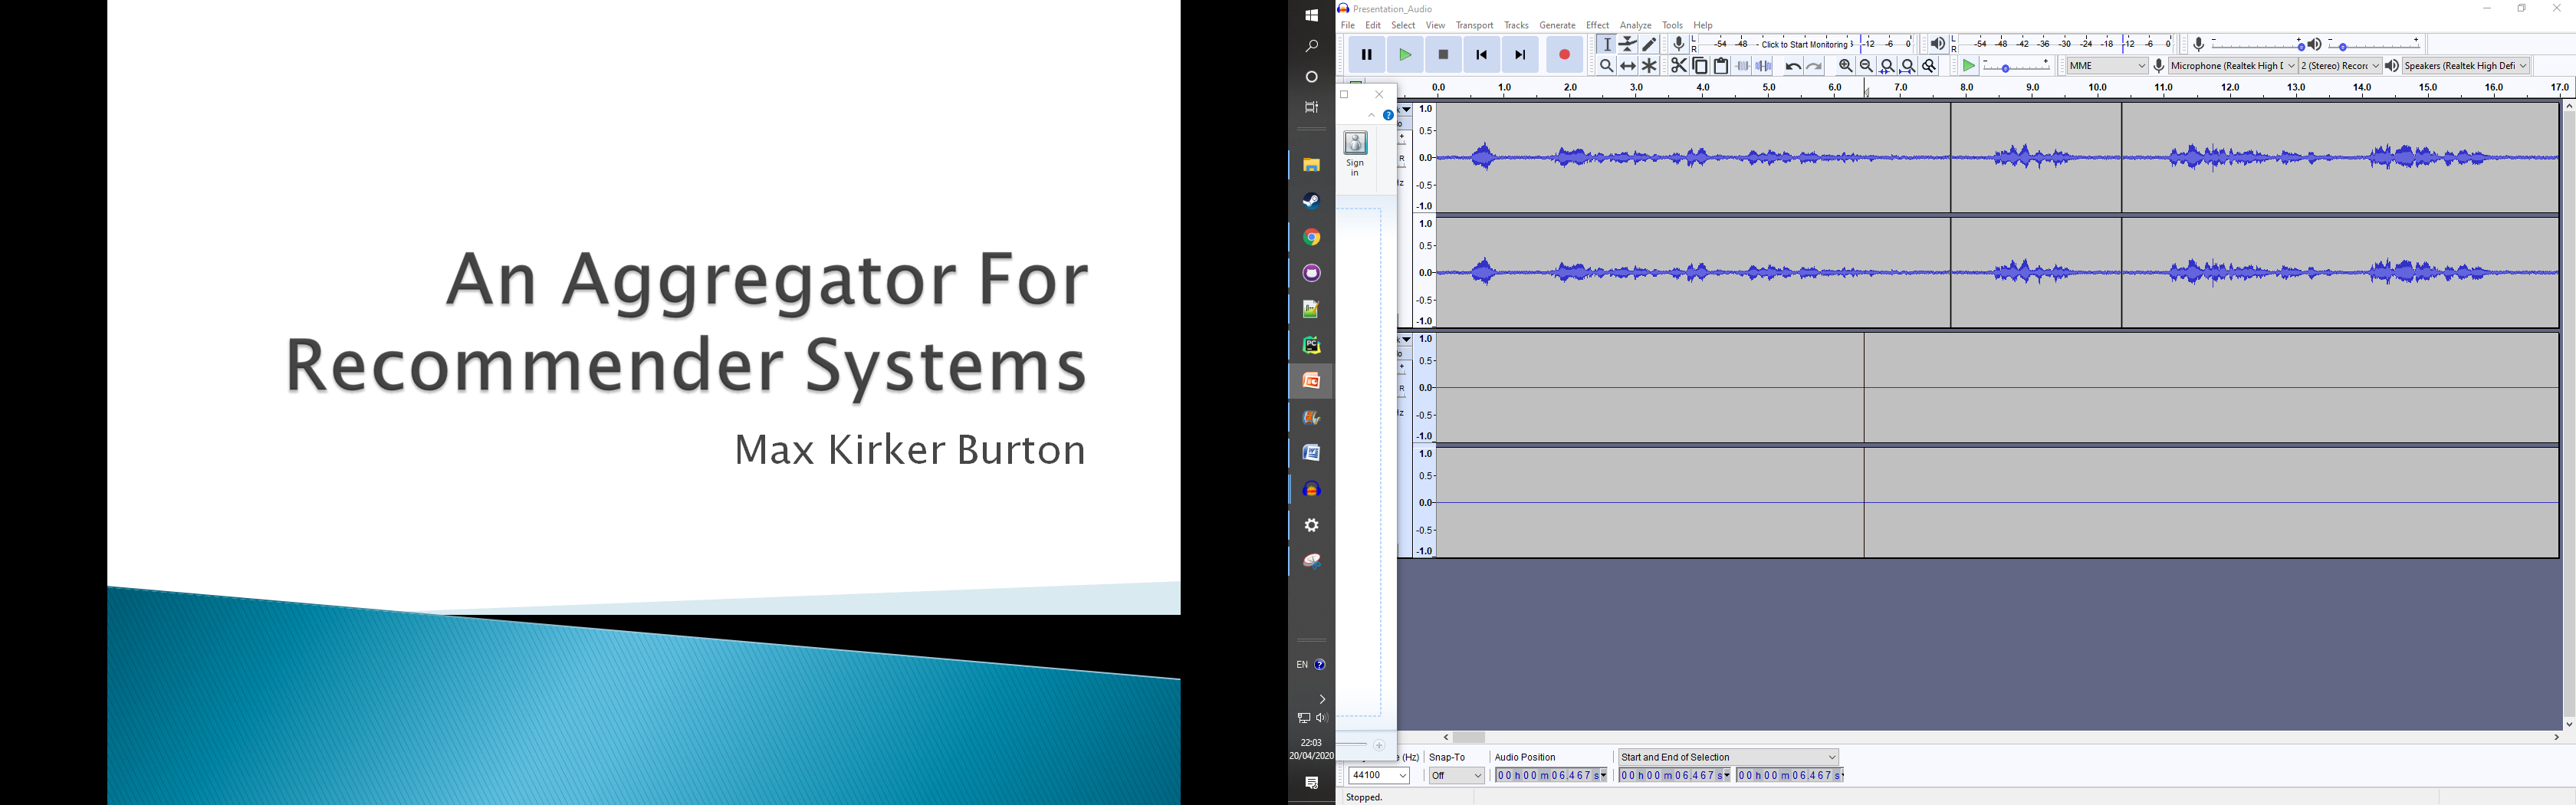 An Aggregator For
Recommender Systems
Max Kirker Burton
EN
22:03
20/04/2020
Presentation_Audio
File Edit Select View Transport Tracks Generate Effect Analyze Tools Help
L
R
-54 -48 - Click to Start Monitoring -12 -6 0
L
R
-54 -48 -42 -36 -30 -24 -18 -12 -6 0
MME
Microphone (Realtek High D
2 (Stereo) Recor
Speakers (Realtek High Defi
0.0 1.0 2.0 3.0 4.0 5.0 6.0 7.0 8.0 9.0 10.0 11.0 12.0 13.0 14.0 15.0 16.0 17.0
Sign
in
R
Hz
1.0
0.5
0.0
-0.5
-1.0
1.0
0.5
0.0
-0.5
-1.0
R
Hz
1.0
0.5
0.0
-0.5
-1.0
1.0
0.5
0.0
-0.5
-1.0
(Hz) Snap-To Audio Position Start and End of Selection
44100 Off 00 h 00 m 06.467 s 00 h 00 m 06.467 s 00 h 00 m 06.467 s
Stopped.